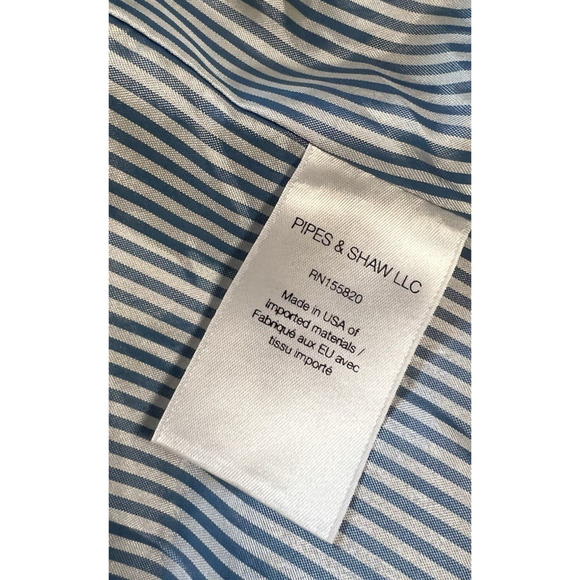 PIPES & SHAW LLC
RN155820
Made in USA of
imported materials /
Fabriqué aux EU avec
tissu importé